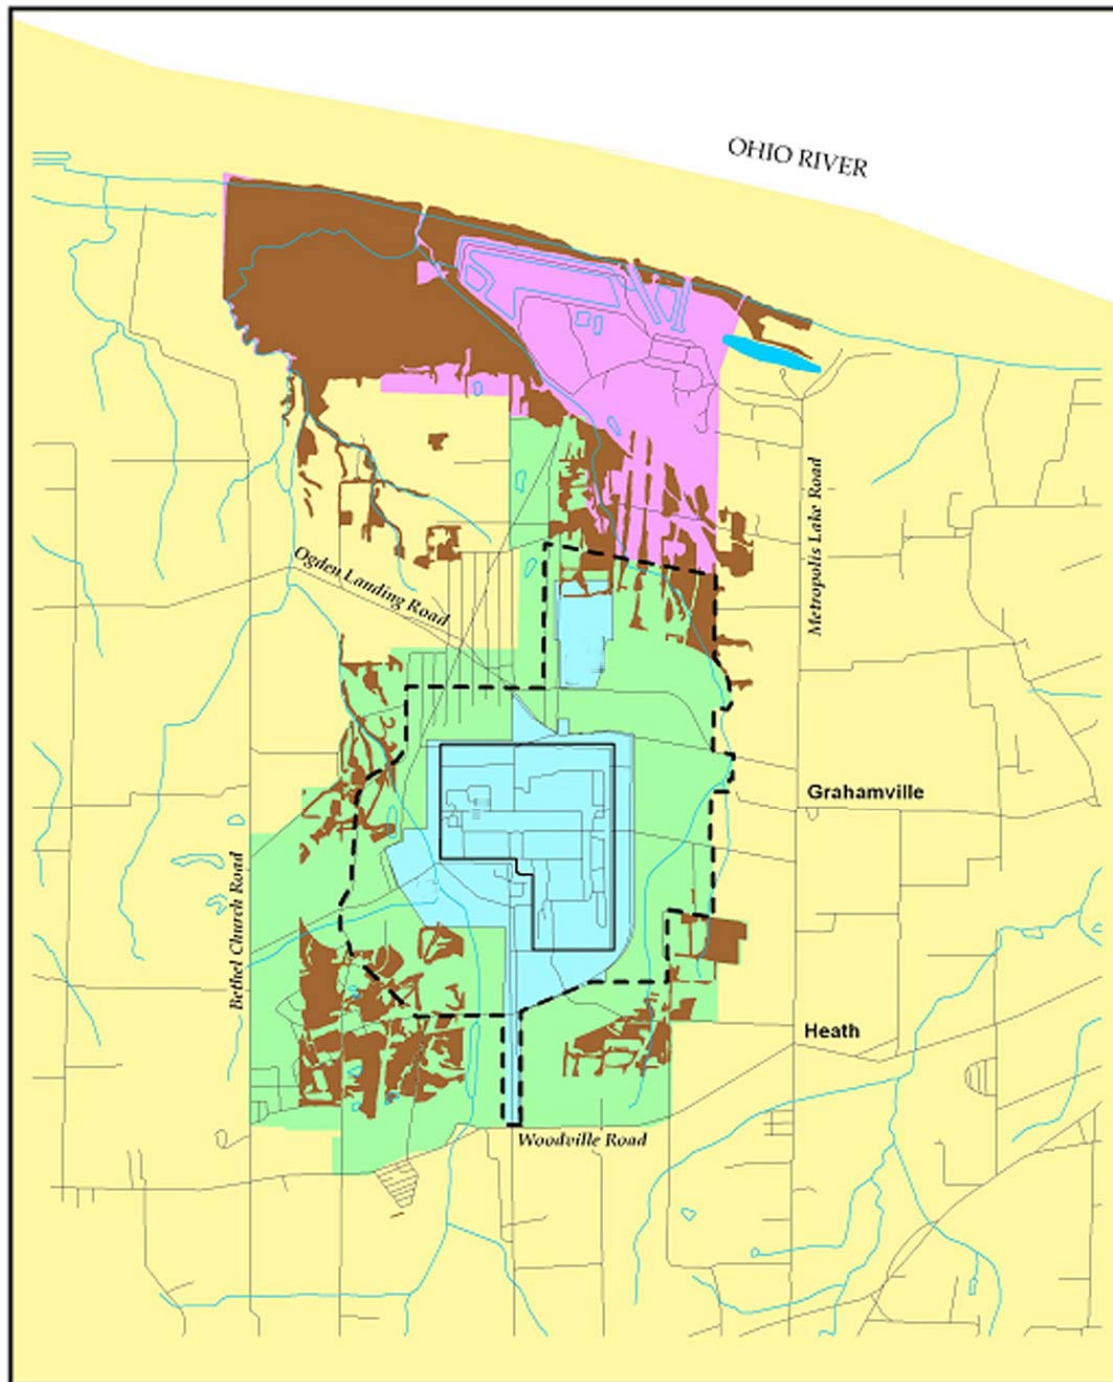 OHIO RIVER
Metropolis Lake Road
Ogden Landing Road
Grahamville
Bethel Church Road
Heath
Woodville Road